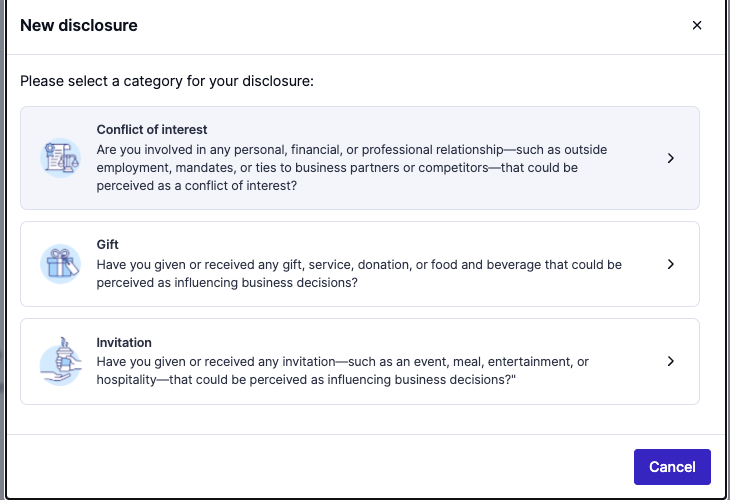 New disclosure
Please select a category for your disclosure:
Conflict of interest
Are you involved in any personal, financial, or professional relationship—such as outside
employment, mandates, or ties to business partners or competitors—that could be
perceived as a conflict of interest?
Gift
Have you given or received any gift, service, donation, or food and beverage that could be
perceived as influencing business decisions?
Invitation
Have you given or received any invitation—such as an event, meal, entertainment, or
hospitality—that could be perceived as influencing business decisions?"
Cancel